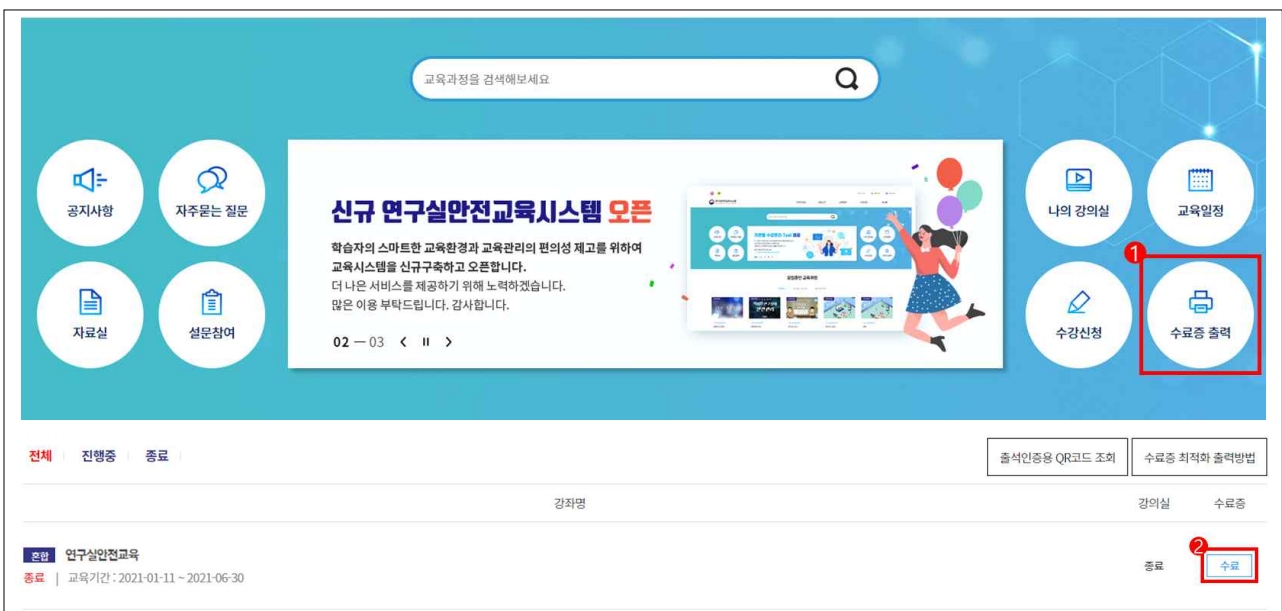 교육과정을 검색해보세요
공지사항
자주묻는 질문
신규 연구실안전교육시스템 오픈
학습자의 스마트한 교육환경과 교육관리의 편의성 제고를 위하여
교육시스템을 신규구축하고 오픈합니다.
더 나은 서비스를 제공하기 위해 노력하겠습니다.
많은 이용 부탁드립니다. 감사합니다.
02 — 03
나의 강의실
교육일정
1
자료실
설문참여
수강신청
수료증 출력
전체 진행중 종료
출석인증용 QR코드 조회
수료증 최적화 출력방법
강좌명 강의실 수료증
2
혼합 연구실안전교육
종료 | 교육기간 : 2021-01-11 ~ 2021-06-30
종료 수료